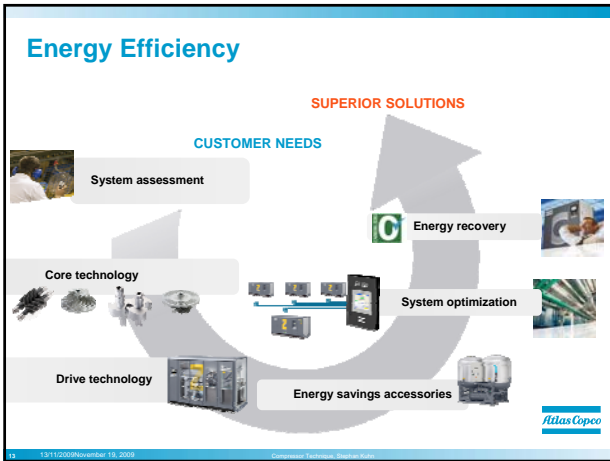 Energy Efficiency
SUPERIOR SOLUTIONS
CUSTOMER NEEDS
System assessment
Energy recovery
Core technology
System optimization
Drive technology
Energy savings accessories
Atlas Copco
13 13/11/2009November 19, 2009 Compressor Technique, Stephan Kuhn